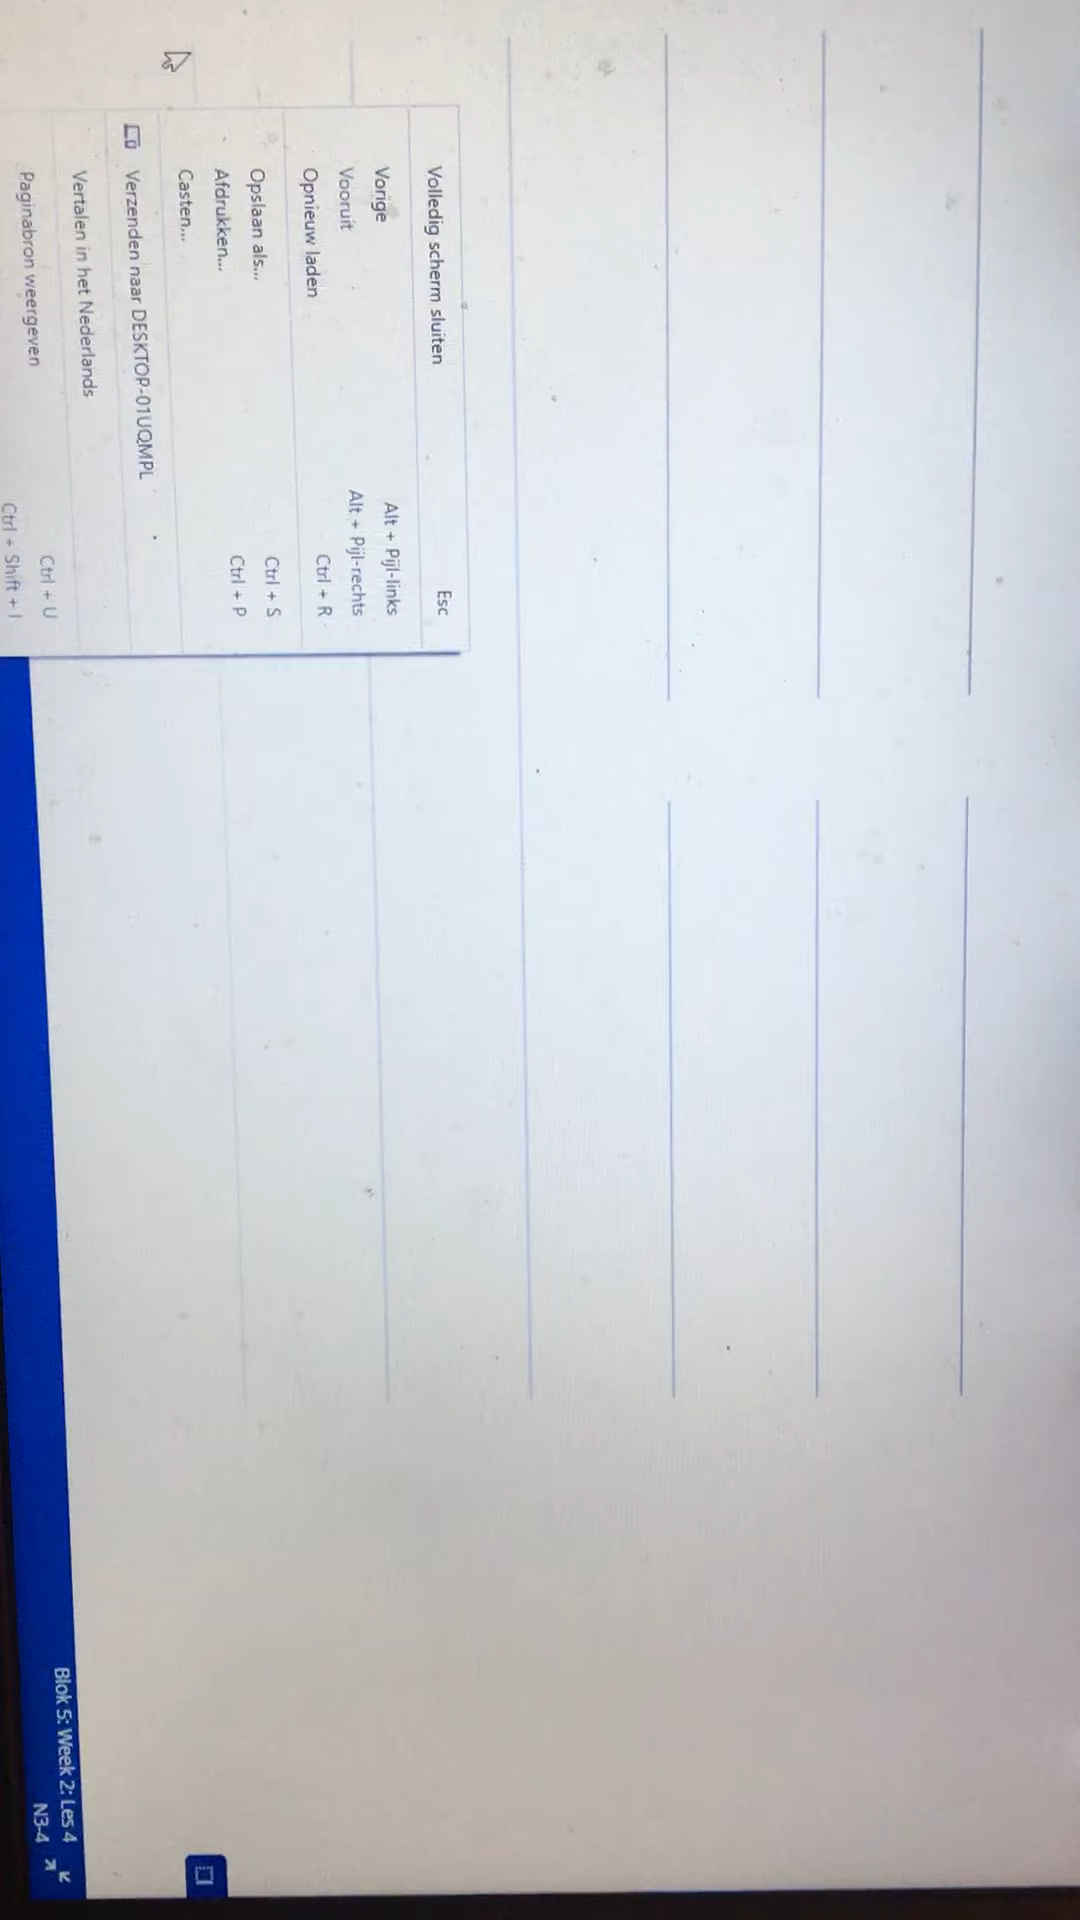 Volledig scherm sluiten Esc
Vorige Alt + Pijl-links
Vooruit Alt + Pijl-rechts
Opnieuw laden Ctrl + R
Opslaan als... Ctrl + S
Afdrukken... Ctrl + P
Casten...
Verzenden naar DESKTOP-01UQMPL
Vertalen in het Nederlands
Paginabron weergeven Ctrl + U
Ctrl + Shift + I
Blok 5: Week 2: Les 4
N3-4